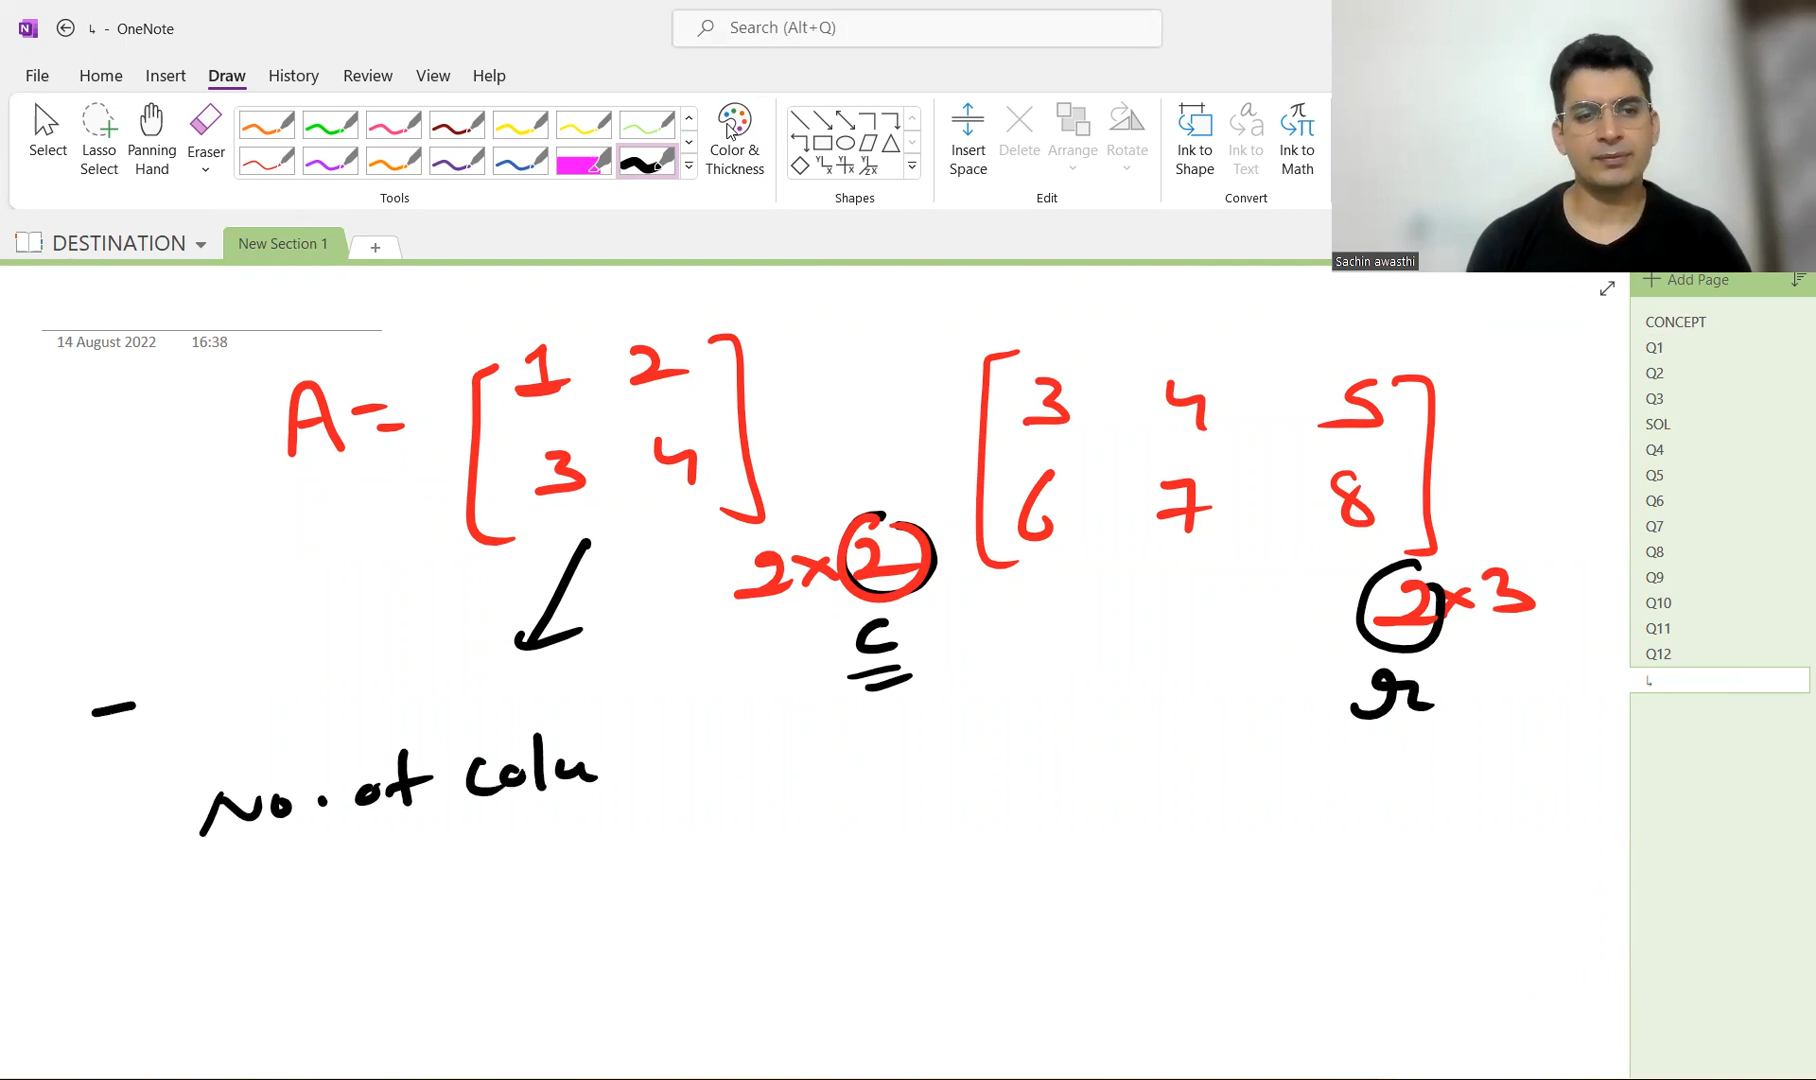 ↳ - OneNote
Search (Alt+Q)
File Home Insert Draw History Review View Help
Select Lasso Select Panning Hand Eraser Color & Thickness Insert Space Delete Arrange Rotate Ink to Shape Ink to Text Ink to Math
Tools Shapes Edit Convert
Sachin awasthi
DESTINATION New Section 1 +
Add Page
14 August 2022 16:38
CONCEPT
Q1
Q2
Q3
SOL
Q4
Q5
Q6
Q7
Q8
Q9
Q10
Q11
Q12
↳
A = [ 1 2 ] [ 3 4 5 ]
[ 3 4 ] [ 6 7 8 ]
2×2 2×3
c r
–
No. of colu